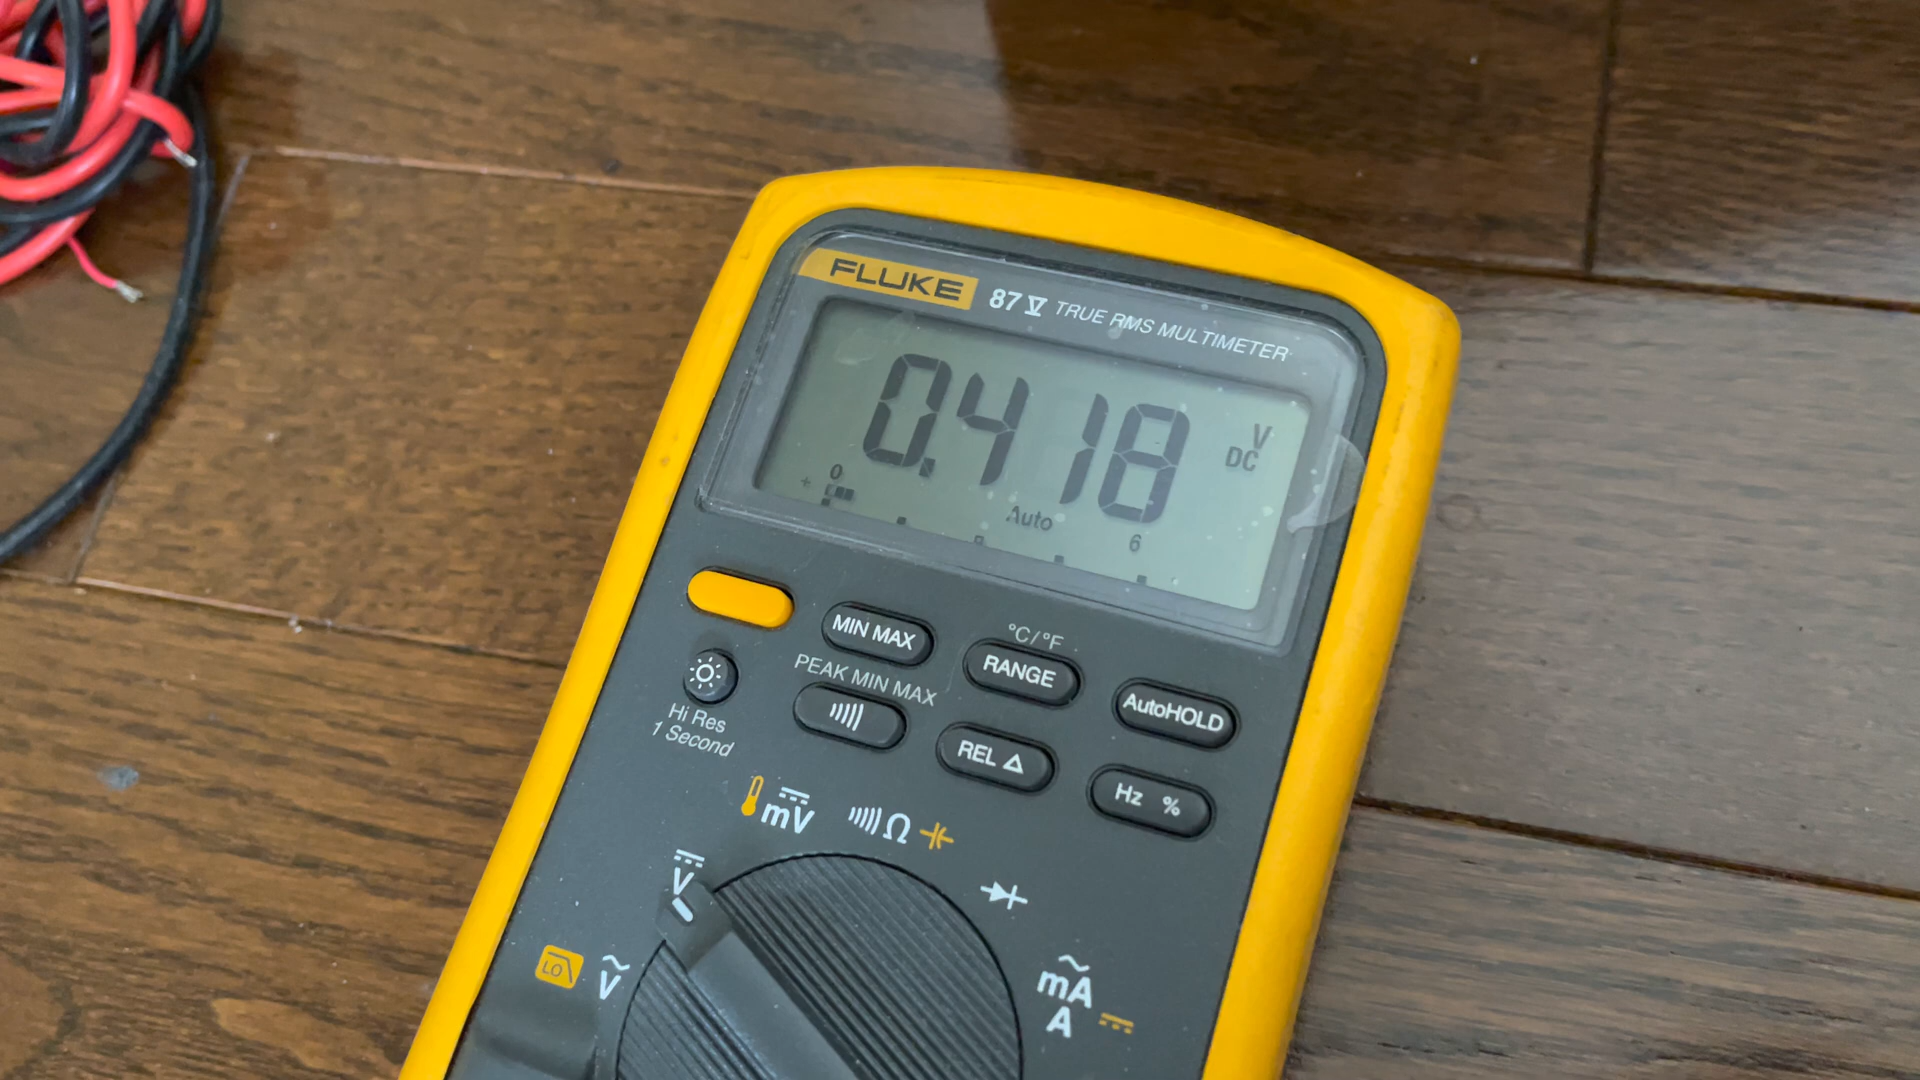 FLUKE 87 V TRUE RMS MULTIMETER
0.418 V DC
+ 0
Auto
6
MIN MAX
°C/°F
RANGE
AutoHOLD
PEAK MIN MAX
Hi Res
1 Second
REL Δ
Hz %
mV
Ω
V
LO V
mA
A